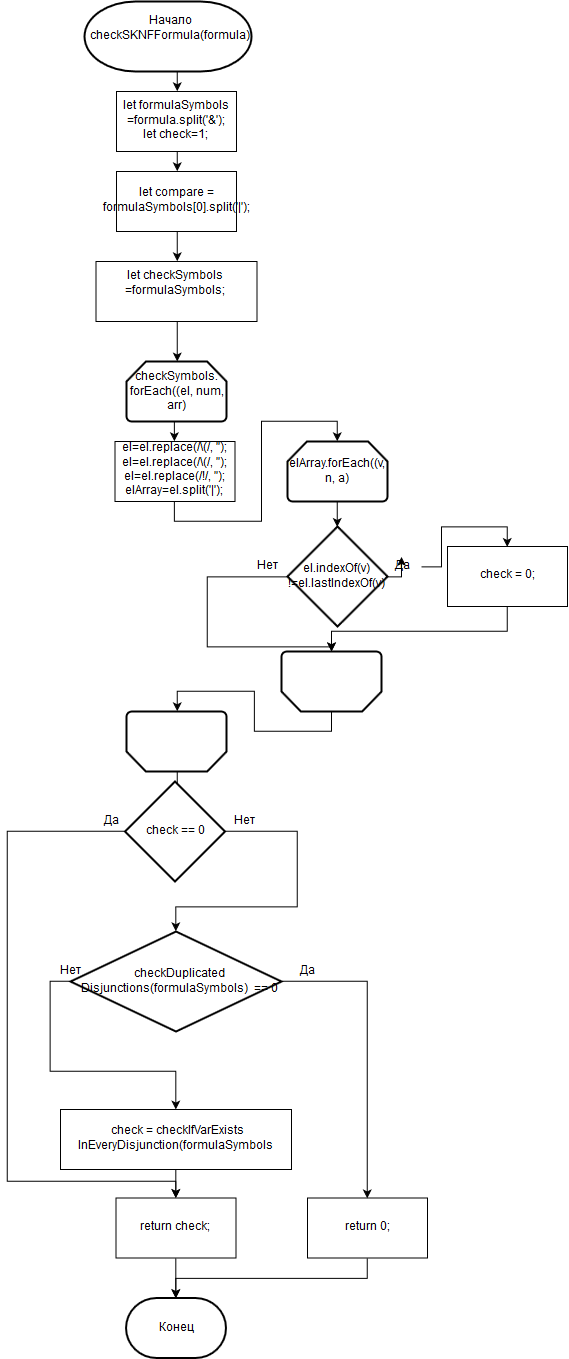 Начало
checkSKNFFormula(formula)
let formulaSymbols
=formula.split('&');
let check=1;
let compare =
formulaSymbols[0].split('|');
let checkSymbols
=formulaSymbols;
checkSymbols.
forEach((el, num,
arr)
el=el.replace(/\(/, '');
el=el.replace(/\(/, '');
el=el.replace(/!/, '');
elArray=el.split('|');
elArray.forEach((v,
n, a)
Нет
el.indexOf(v)
!=el.lastIndexOf(v)
Да
check = 0;
Да
check == 0
Нет
Нет
checkDuplicated
Disjunctions(formulaSymbols) == 0
Да
check = checkIfVarExists
InEveryDisjunction(formulaSymbols
return check;
return 0;
Конец